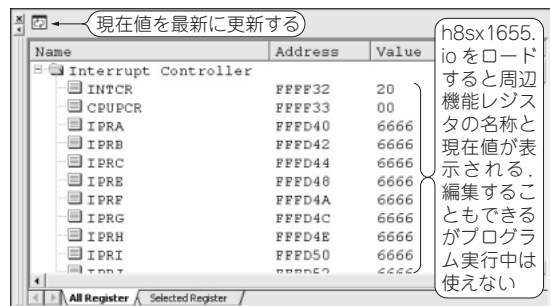 現在値を最新に更新する
Name Address Value
Interrupt Controller
INTCR FFFF32 20
CPUPCR FFFF33 00
IPRA FFFD40 6666
IPRB FFFD42 6666
IPRC FFFD44 6666
IPRE FFFD48 6666
IPRF FFFD4A 6666
IPRG FFFD4C 6666
IPRH FFFD4E 6666
IPRI FFFD50 6666
All Register Selected Register
h8sx1655.
ioをロード
すると周辺
機能レジス
タの名称と
現在値が表
示される．
編集するこ
ともできる
がプログラ
ム実行中は
使えない